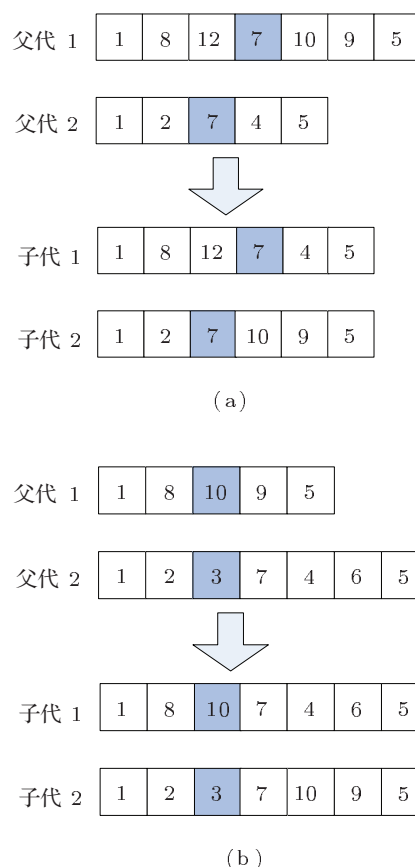 父代 1 1 8 12 7 10 9 5
父代 2 1 2 7 4 5
子代 1 1 8 12 7 4 5
子代 2 1 2 7 10 9 5
(a)
父代 1 1 8 10 9 5
父代 2 1 2 3 7 4 6 5
子代 1 1 8 10 7 4 6 5
子代 2 1 2 3 7 10 9 5
(b)